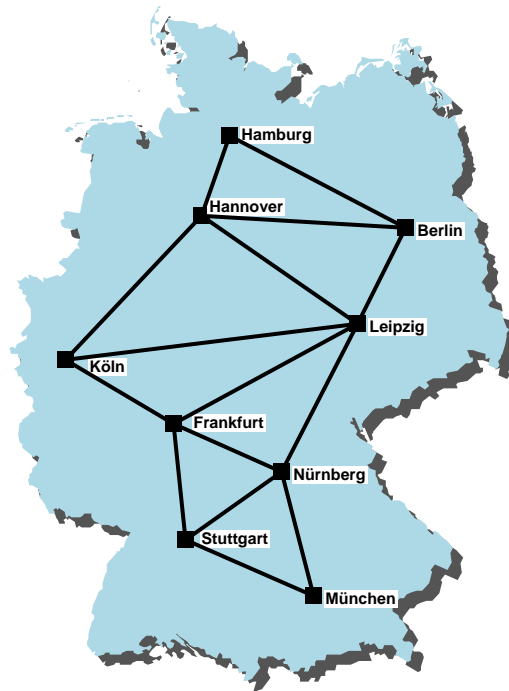 Hamburg
Hannover
Berlin
Leipzig
Köln
Frankfurt
Nürnberg
Stuttgart
München